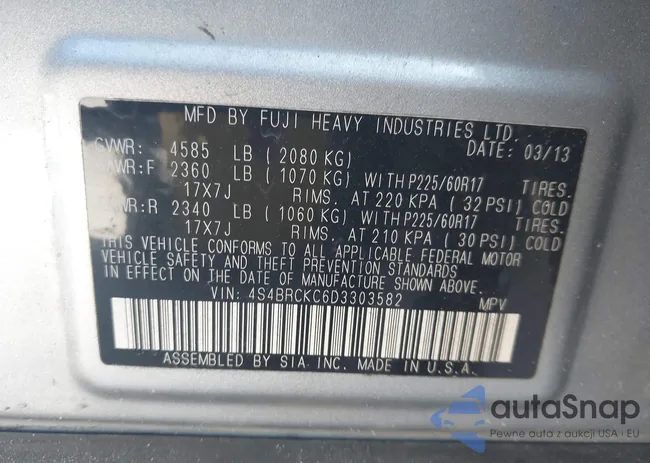 MFD BY FUJI HEAVY INDUSTRIES LTD.
DATE: 03/13
GVWR: 4585 LB ( 2080 KG)
GAWR:F 2360 LB ( 1070 KG) WITH P225/60R17 TIRES.
17X7J RIMS. AT 220 KPA ( 32 PSI) COLD
GAWR:R 2340 LB ( 1060 KG) WITH P225/60R17 TIRES.
17X7J RIMS. AT 210 KPA ( 30 PSI) COLD
THIS VEHICLE CONFORMS TO ALL APPLICABLE FEDERAL MOTOR
VEHICLE SAFETY AND THEFT PREVENTION STANDARDS
IN EFFECT ON THE DATE OF MANUFACTURE SHOWN ABOVE.
VIN: 4S4BRCKC6D3303582 MPV
ASSEMBLED BY SIA INC. MADE IN U.S.A.
autaSnap
Pewne auta z aukcji USA i EU